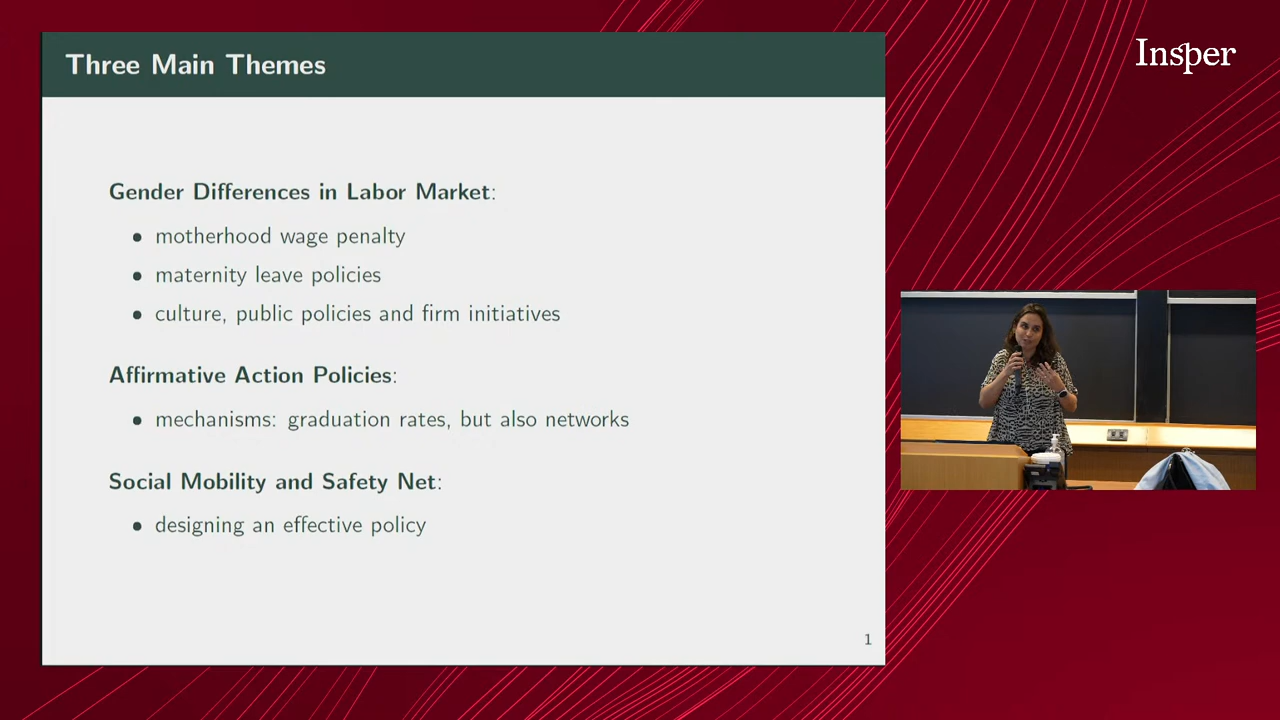 Three Main Themes
Insper
Gender Differences in Labor Market:
• motherhood wage penalty
• maternity leave policies
• culture, public policies and firm initiatives
Affirmative Action Policies:
• mechanisms: graduation rates, but also networks
Social Mobility and Safety Net:
• designing an effective policy
1